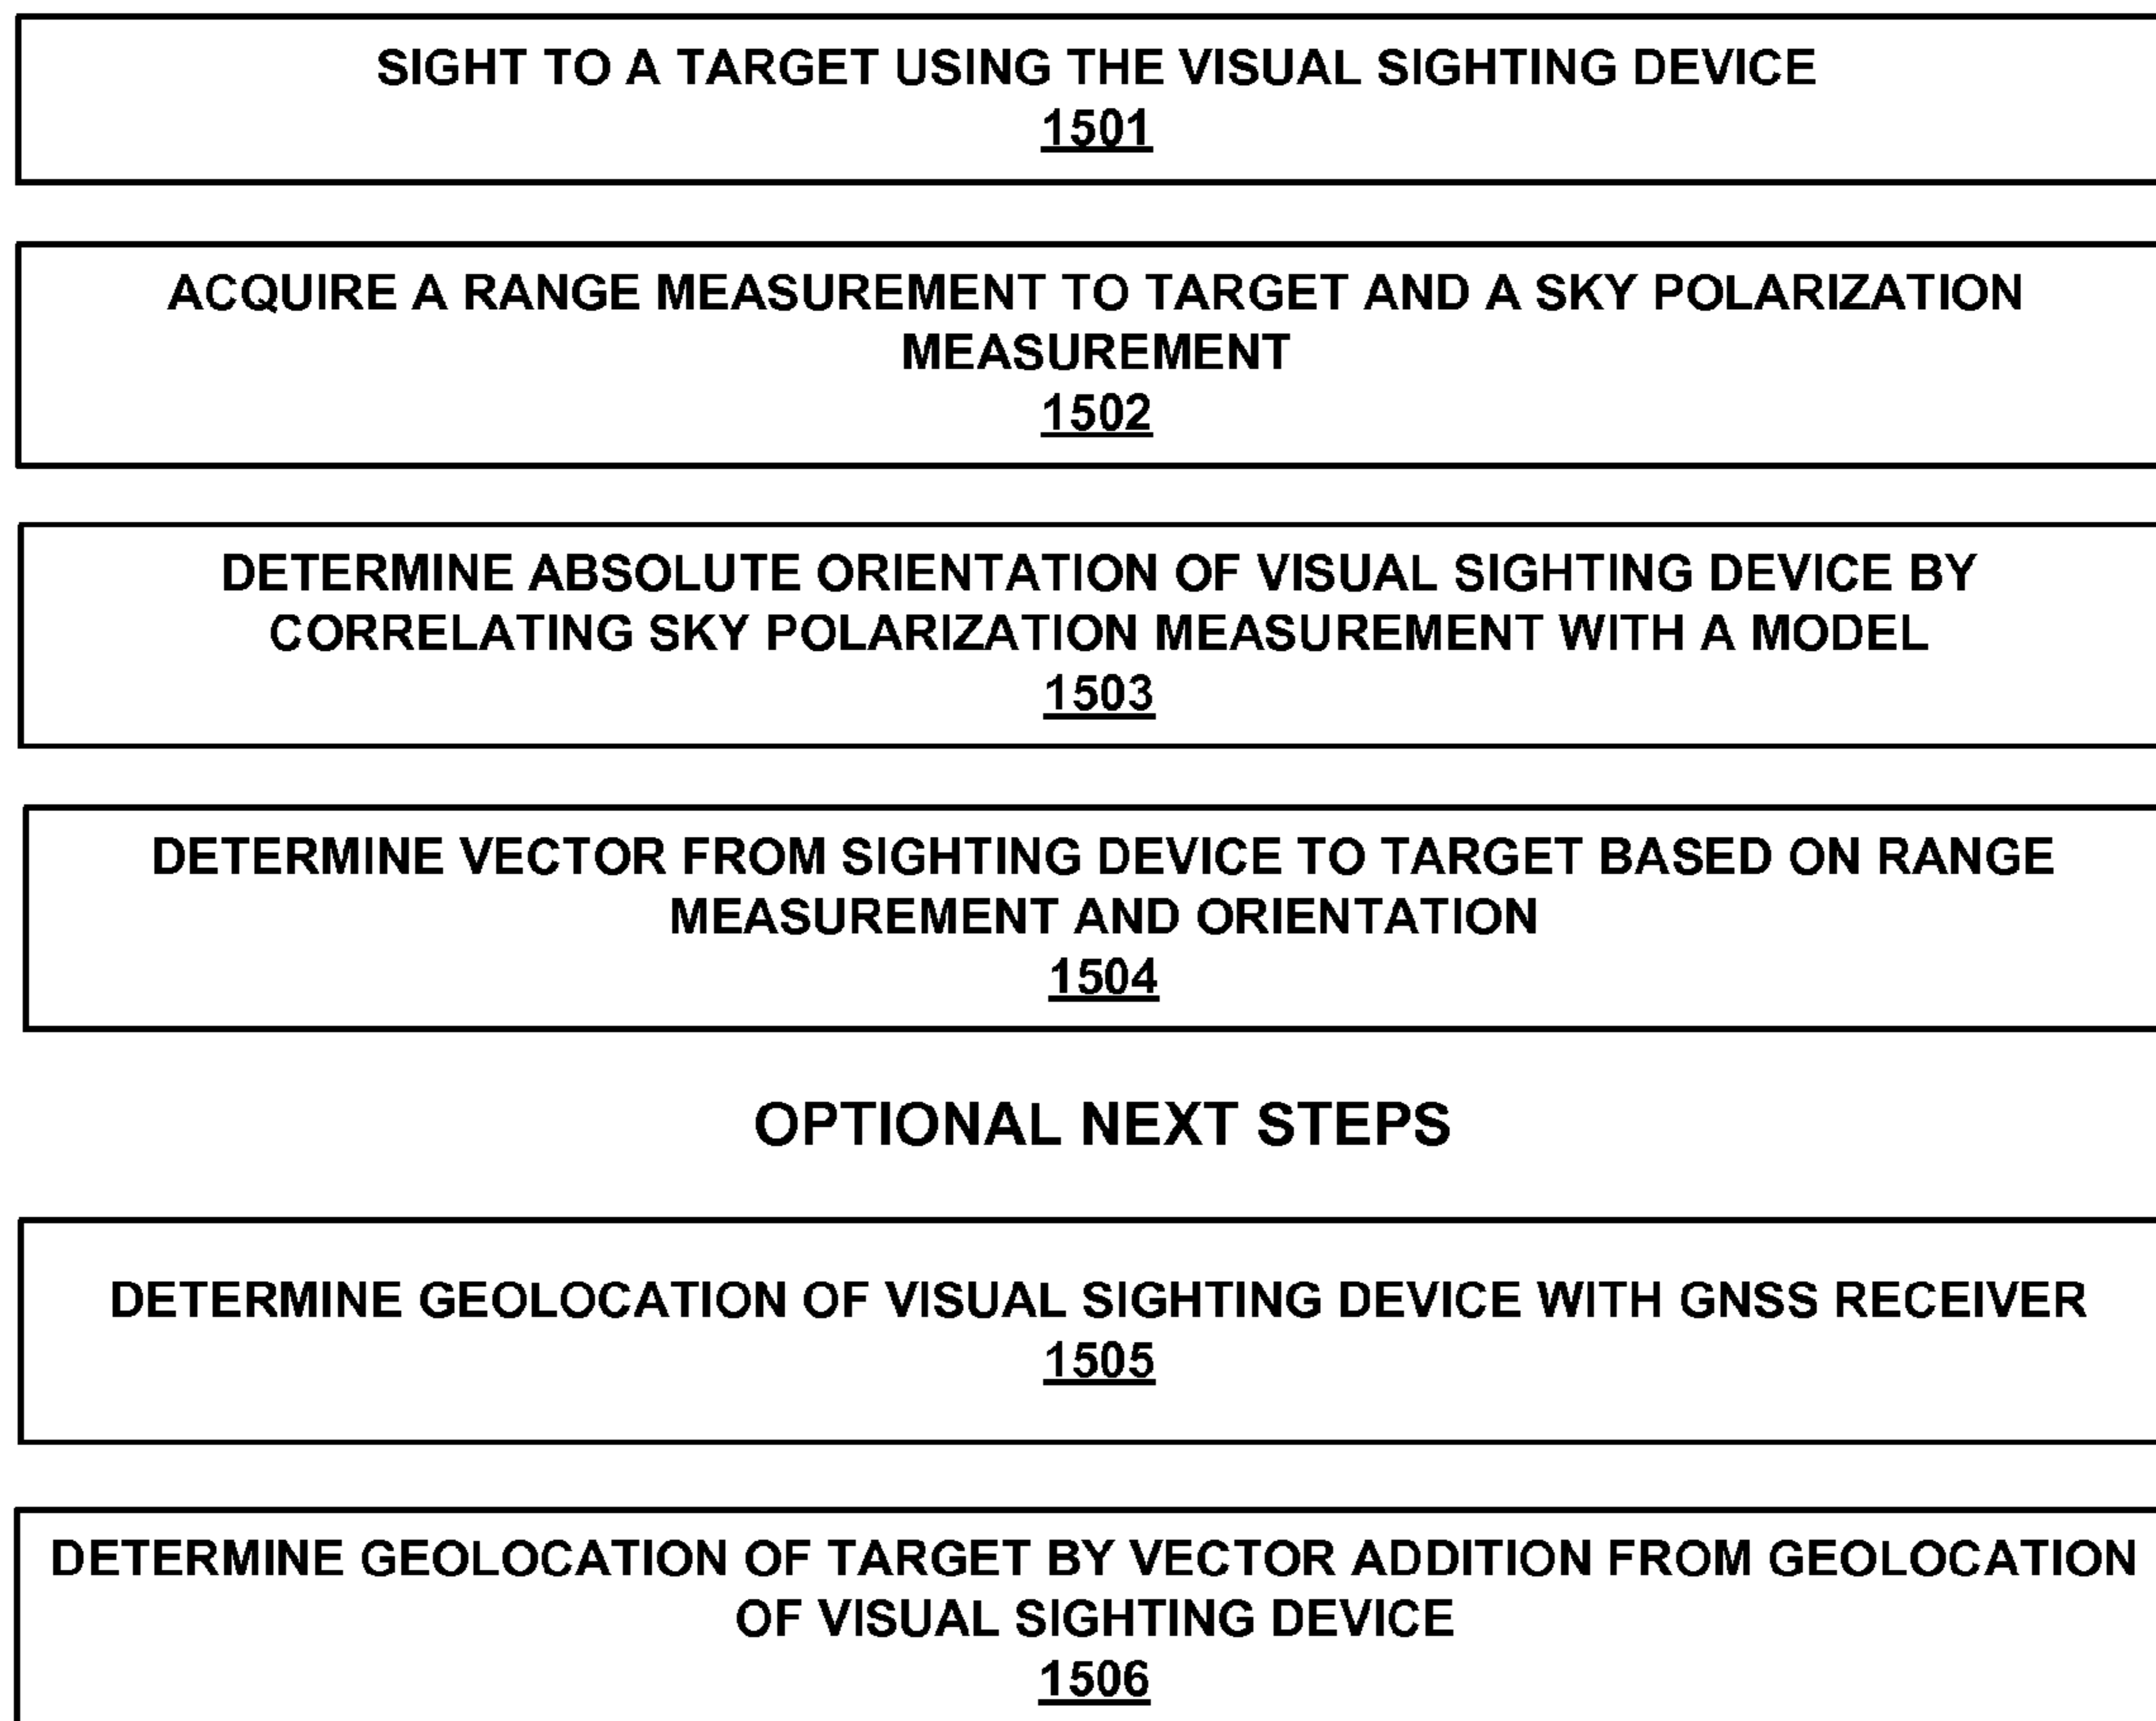 SIGHT TO A TARGET USING THE VISUAL SIGHTING DEVICE
1501
ACQUIRE A RANGE MEASUREMENT TO TARGET AND A SKY POLARIZATION
MEASUREMENT
1502
DETERMINE ABSOLUTE ORIENTATION OF VISUAL SIGHTING DEVICE BY
CORRELATING SKY POLARIZATION MEASUREMENT WITH A MODEL
1503
DETERMINE VECTOR FROM SIGHTING DEVICE TO TARGET BASED ON RANGE
MEASUREMENT AND ORIENTATION
1504
OPTIONAL NEXT STEPS
DETERMINE GEOLOCATION OF VISUAL SIGHTING DEVICE WITH GNSS RECEIVER
1505
DETERMINE GEOLOCATION OF TARGET BY VECTOR ADDITION FROM GEOLOCATION
OF VISUAL SIGHTING DEVICE
1506